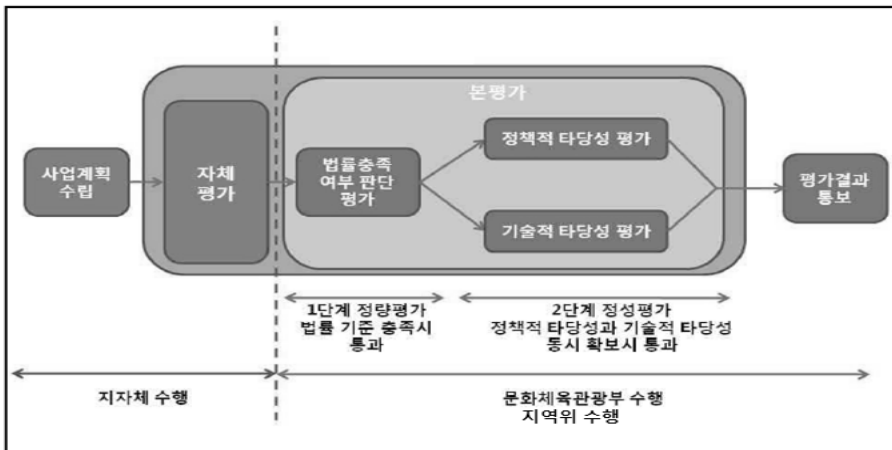 본평가
사업계획
수립
자체
평가
법률충족
여부 판단
평가
정책적 타당성 평가
기술적 타당성 평가
평가결과
통보
1단계 정량평가
법률 기준 충족시
통과
2단계 정성평가
정책적 타당성과 기술적 타당성
동시 확보시 통과
지자체 수행
문화체육관광부 수행
지역위 수행